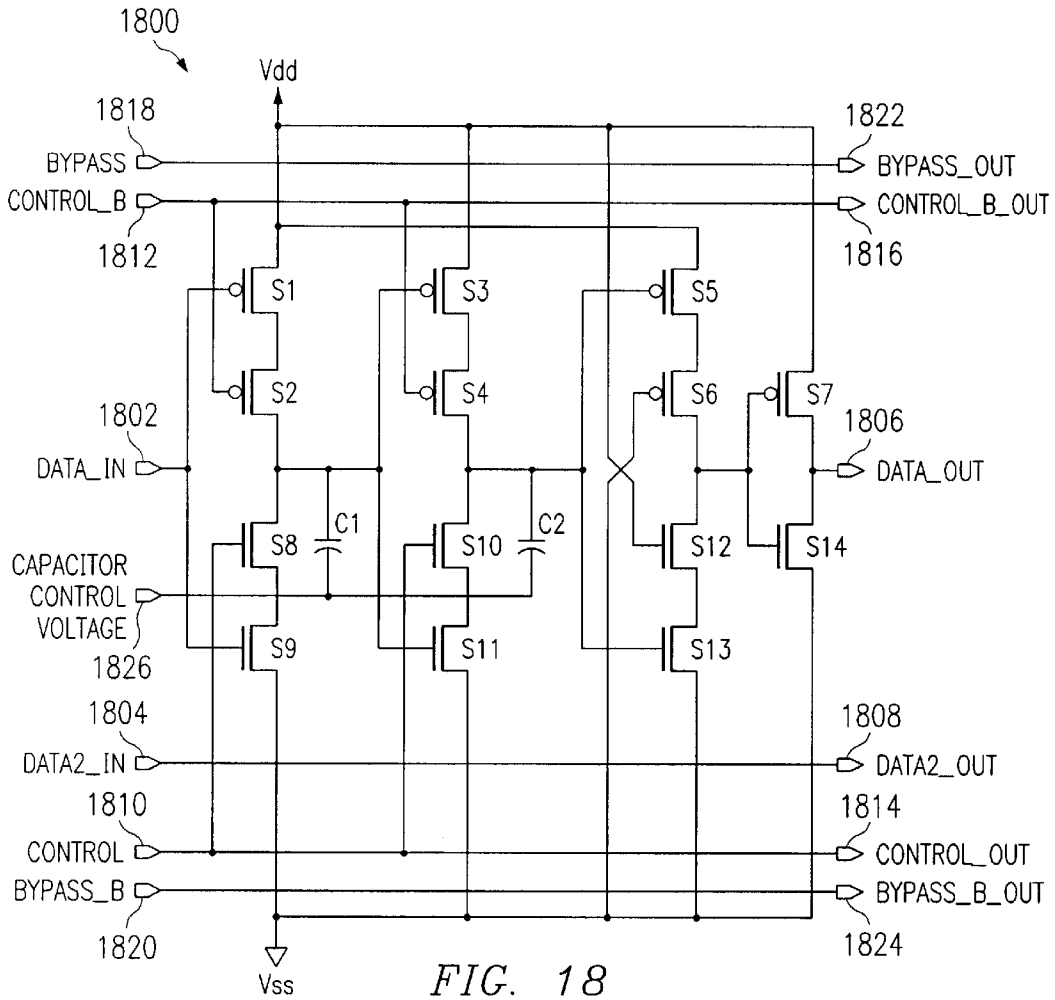 1800
Vdd
1818
1822
BYPASS
BYPASS_OUT
CONTROL_B
CONTROL_B_OUT
1812
1816
S1
S3
S5
S2
S4
S6
S7
1802
1806
DATA_IN
DATA_OUT
C1
C2
S8
S10
S12
S14
CAPACITOR
CONTROL
VOLTAGE
1826
S9
S11
S13
1804
1808
DATA2_IN
DATA2_OUT
1810
1814
CONTROL
CONTROL_OUT
BYPASS_B
BYPASS_B_OUT
1820
1824
Vss
FIG. 18